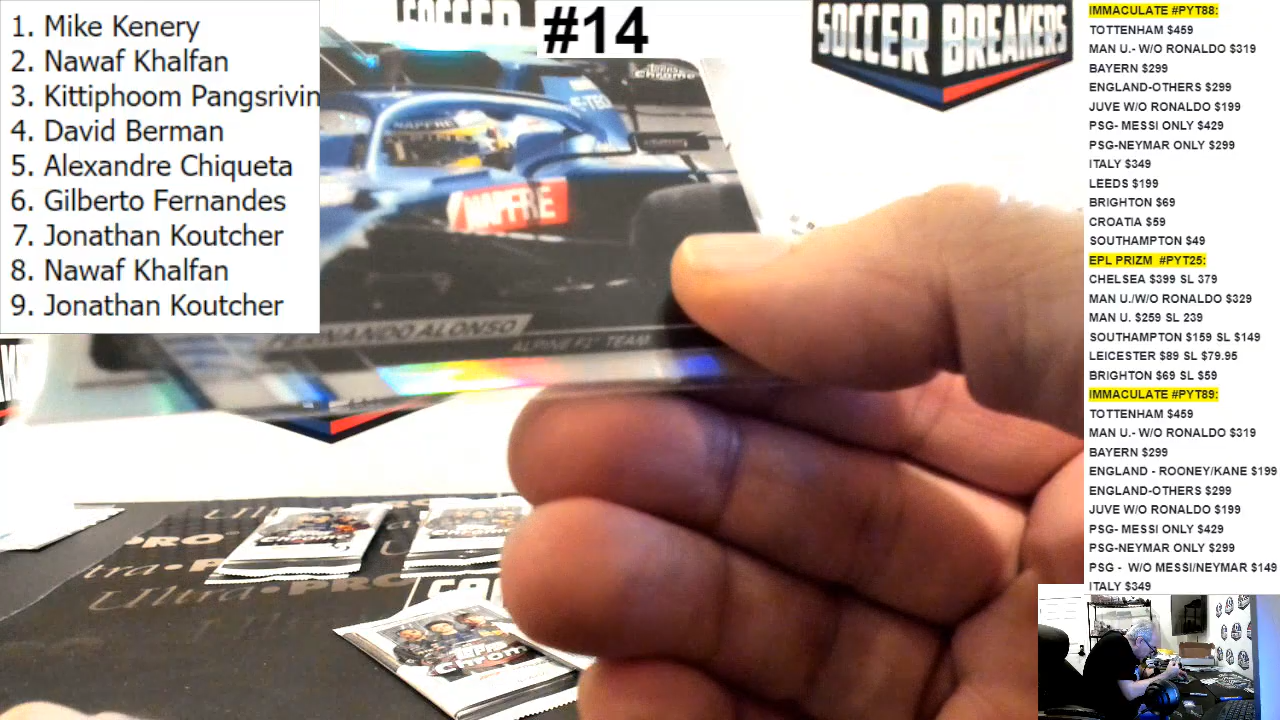 1. Mike Kenery
2. Nawaf Khalfan
3. Kittiphoom Pangsrivin
4. David Berman
5. Alexandre Chiqueta
6. Gilberto Fernandes
7. Jonathan Koutcher
8. Nawaf Khalfan
9. Jonathan Koutcher
#14
SOCCER BREAKERS
Chrome
NAPFRE
FERNANDO ALONSO
ALPINE F1 TEAM
Ultra PRO
Chrome
IMMACULATE #PYT88:
TOTTENHAM $459
MAN U.- W/O RONALDO $319
BAYERN $299
ENGLAND-OTHERS $299
JUVE W/O RONALDO $199
PSG- MESSI ONLY $429
PSG-NEYMAR ONLY $299
ITALY $349
LEEDS $199
BRIGHTON $69
CROATIA $59
SOUTHAMPTON $49
EPL PRIZM #PYT25:
CHELSEA $399 SL 379
MAN U./W/O RONALDO $329
MAN U. $259 SL 239
SOUTHAMPTON $159 SL $149
LEICESTER $89 SL $79.95
BRIGHTON $69 SL $59
IMMACULATE #PYT89:
TOTTENHAM $459
MAN U.- W/O RONALDO $319
BAYERN $299
ENGLAND - ROONEY/KANE $199
ENGLAND-OTHERS $299
JUVE W/O RONALDO $199
PSG- MESSI ONLY $429
PSG-NEYMAR ONLY $299
PSG - W/O MESSI/NEYMAR $149
ITALY $349